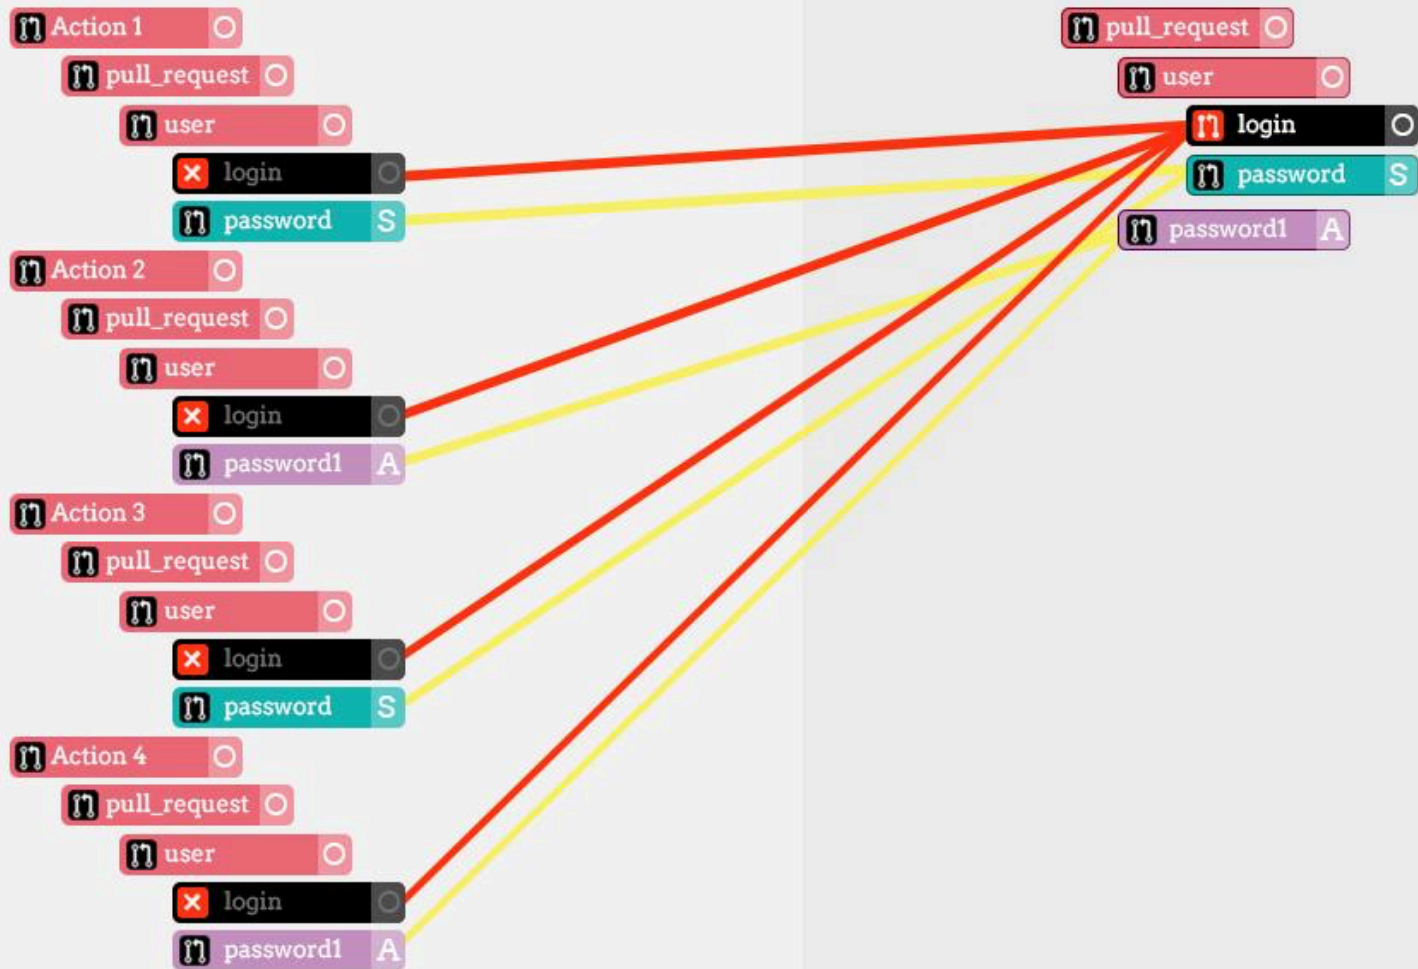 Action 1 O
pull_request O
user O
login O
password S
Action 2 O
pull_request O
user O
login O
password1 A
Action 3 O
pull_request O
user O
login O
password S
Action 4 O
pull_request O
user O
login O
password1 A
pull_request O
user O
login O
password S
password1 A